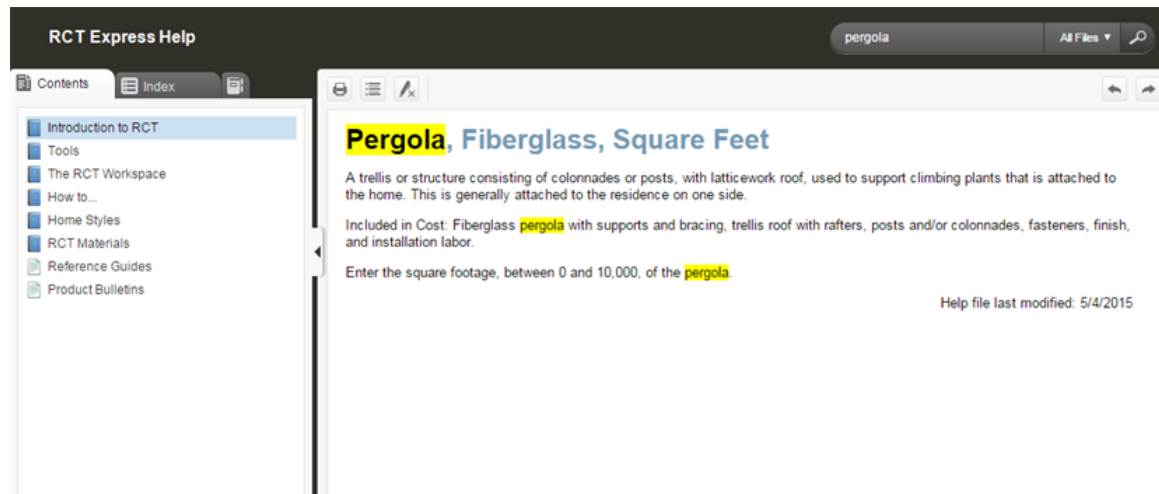 RCT Express Help
pergola
All Files
Contents
Index
Introduction to RCT
Tools
The RCT Workspace
How to...
Home Styles
RCT Materials
Reference Guides
Product Bulletins
Pergola, Fiberglass, Square Feet
A trellis or structure consisting of colonnades or posts, with latticework roof, used to support climbing plants that is attached to
the home. This is generally attached to the residence on one side.
Included in Cost: Fiberglass pergola with supports and bracing, trellis roof with rafters, posts and/or colonnades, fasteners, finish,
and installation labor.
Enter the square footage, between 0 and 10,000, of the pergola.
Help file last modified: 5/4/2015